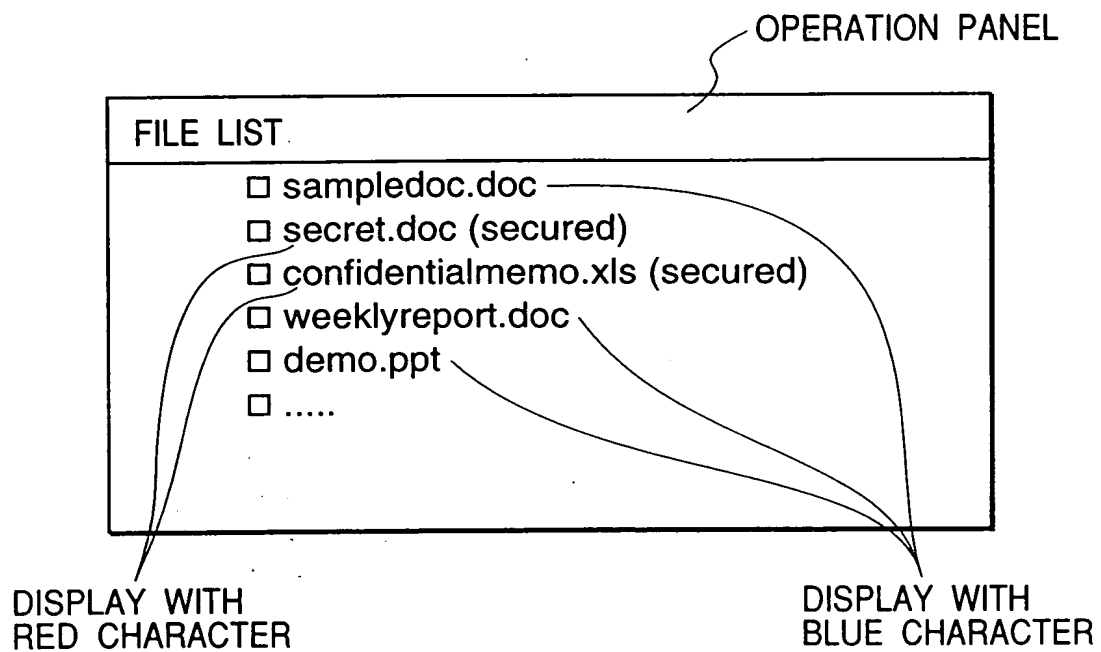 OPERATION PANEL
FILE LIST
□ sampledoc.doc
□ secret.doc (secured)
□ confidentialmemo.xls (secured)
□ weeklyreport.doc
□ demo.ppt
□ .....
DISPLAY WITH
RED CHARACTER
DISPLAY WITH
BLUE CHARACTER